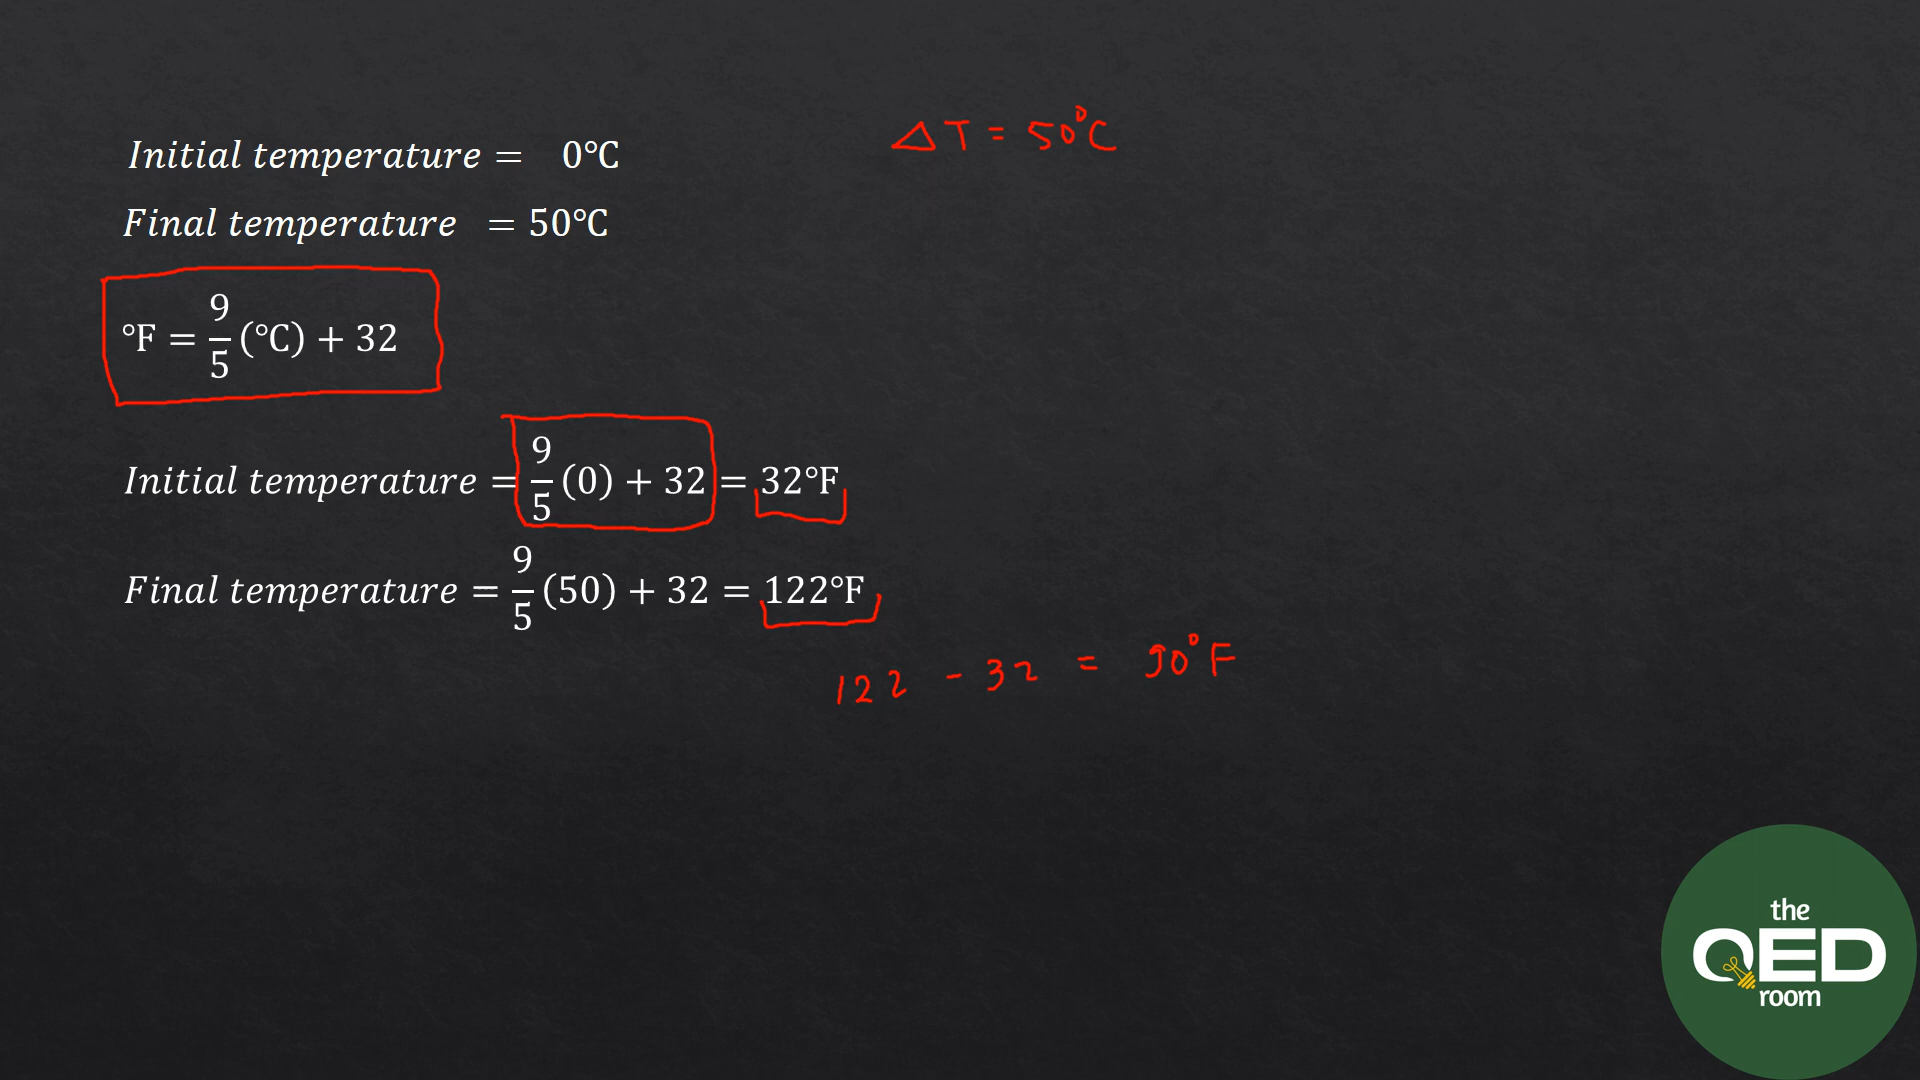 Initial temperature = 0°C
ΔT = 50°C
Final temperature = 50°C
°F = 9/5 (°C) + 32
Initial temperature = 9/5 (0) + 32 = 32°F
Final temperature = 9/5 (50) + 32 = 122°F
122 - 32 = 90°F
the
QED
room